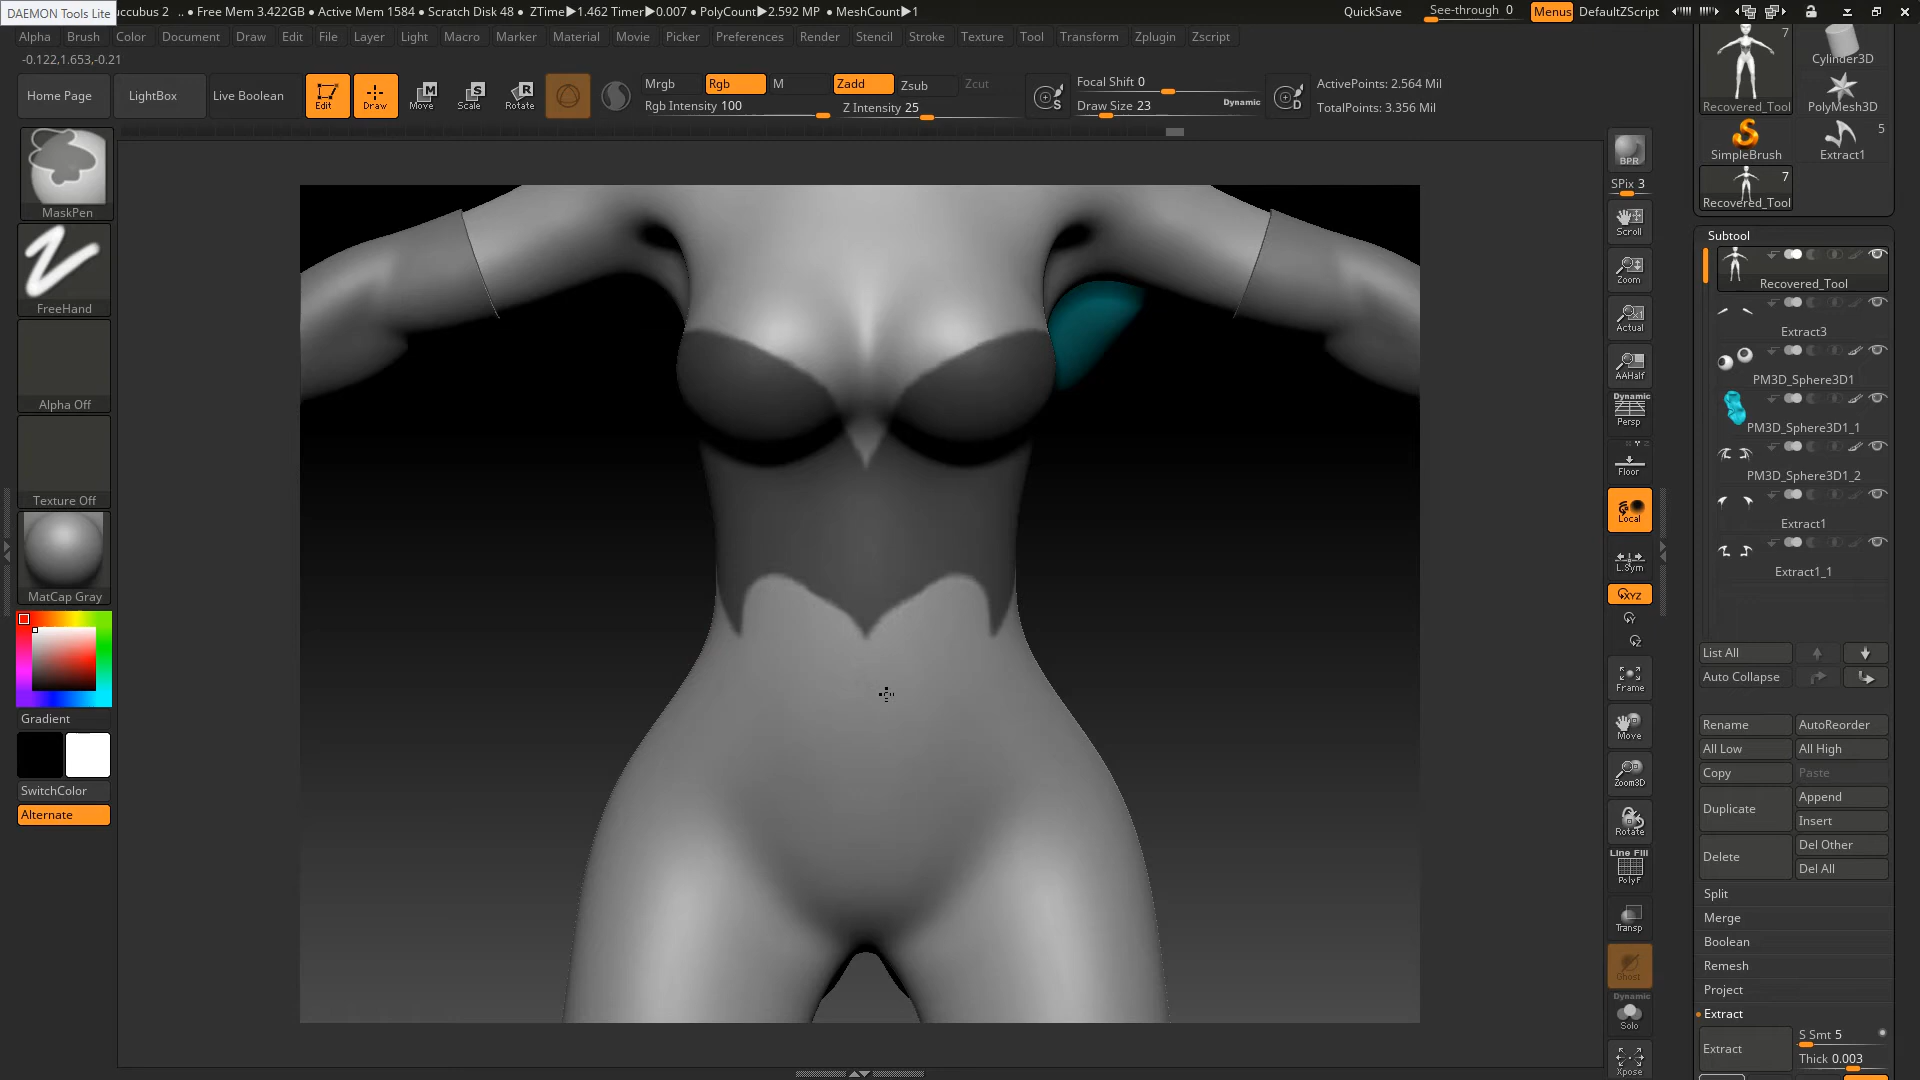 DAEMON Tools Lite
uccubus 2 .. ● Free Mem 3.422GB ● Active Mem 1584 ● Scratch Disk 48 ● ZTime▶1.462 Timer▶0.007 ● PolyCount▶2.592 MP ● MeshCount▶1
QuickSave
See-through 0
Menus
DefaultZScript
Alpha Brush Color Document Draw Edit File Layer Light Macro Marker Material Movie Picker Preferences Render Stencil Stroke Texture Tool Transform Zplugin Zscript
-0.122,1.653,-0.21
Home Page
LightBox
Live Boolean
Edit
Draw
Move
Scale
Rotate
Mrgb Rgb M
Rgb Intensity 100
Zadd Zsub Zcut
Z Intensity 25
Focal Shift 0
Draw Size 23
Dynamic
ActivePoints: 2.564 Mil
TotalPoints: 3.356 Mil
MaskPen
FreeHand
Alpha Off
Texture Off
MatCap Gray
Gradient
SwitchColor
Alternate
BPR
SPix 3
Scroll
Zoom
Actual
AAHalf
Dynamic
Persp
Floor
Local
L.Sym
XYZ
Y
Z
Frame
Move
Zoom3D
Rotate
Line Fill
PolyF
Transp
Ghost
Dynamic
Solo
Xpose
7
Recovered_Tool
Cylinder3D
PolyMesh3D
SimpleBrush
5
Extract1
7
Recovered_Tool
Subtool
Recovered_Tool
Extract3
PM3D_Sphere3D1
PM3D_Sphere3D1_1
PM3D_Sphere3D1_2
Extract1
Extract1_1
List All
Auto Collapse
Rename AutoReorder
All Low All High
Copy Paste
Duplicate
Append
Insert
Delete
Del Other
Del All
Split
Merge
Boolean
Remesh
Project
Extract
Extract
S Smt 5
Thick 0.003